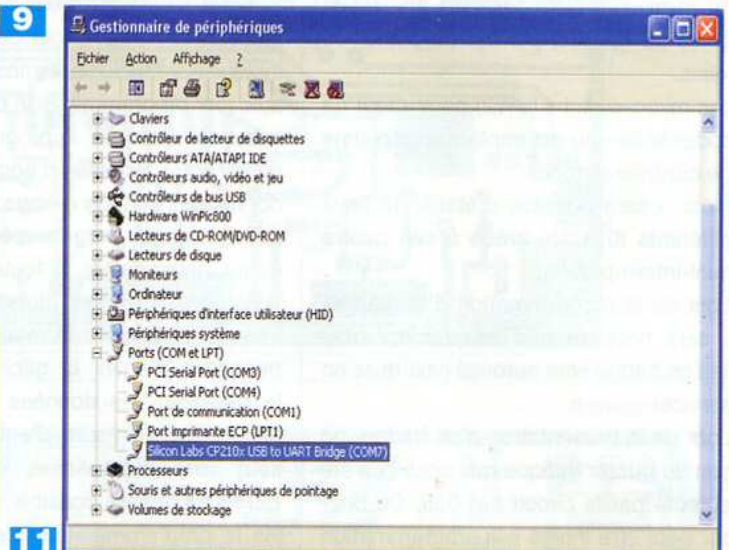 9
Gestionnaire de périphériques
Fichier Action Affichage ?
Claviers
Contrôleur de lecteur de disquettes
Contrôleurs ATA/ATAPI IDE
Contrôleurs audio, vidéo et jeu
Contrôleurs de bus USB
Hardware WinPic800
Lecteurs de CD-ROM/DVD-ROM
Lecteurs de disque
Moniteurs
Ordinateur
Périphériques d'interface utilisateur (HID)
Périphériques système
Ports (COM et LPT)
PCI Serial Port (COM3)
PCI Serial Port (COM4)
Port de communication (COM1)
Port imprimante ECP (LPT1)
Silicon Labs CP210x USB to UART Bridge (COM7)
Processeurs
Souris et autres périphériques de pointage
Volumes de stockage
11